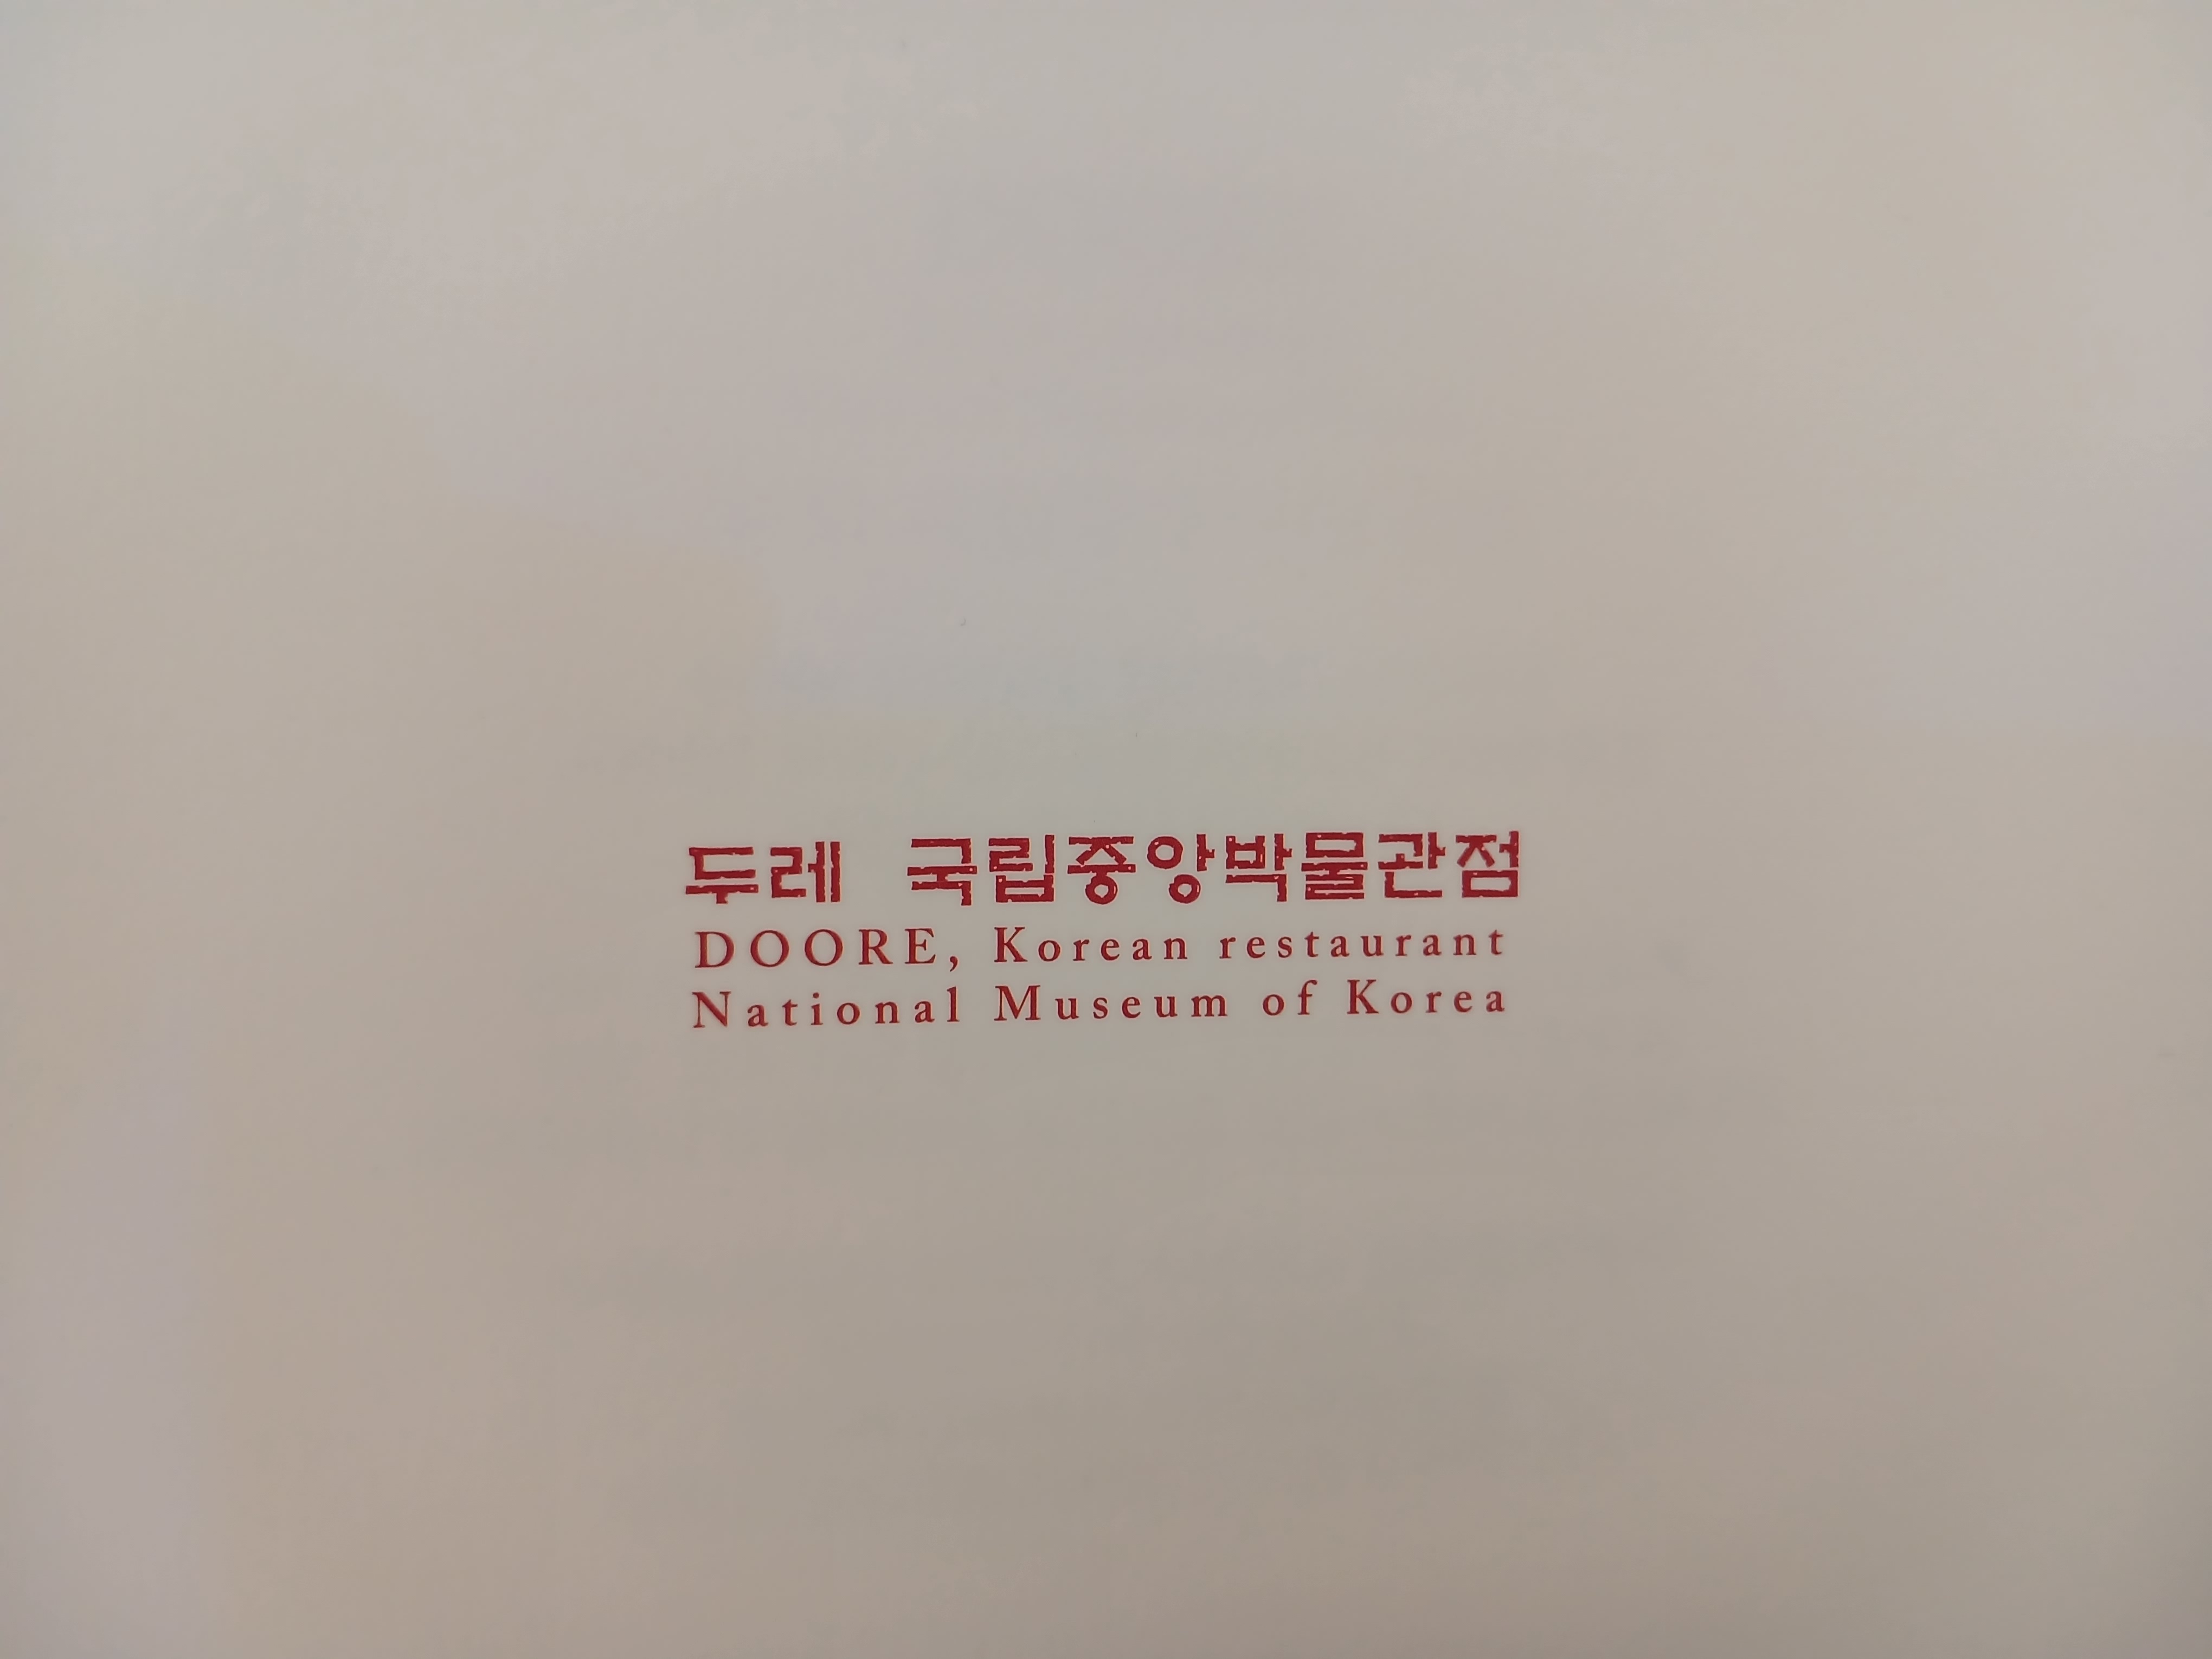 두레 국립중앙박물관점
DOORE, Korean restaurant
National Museum of Korea